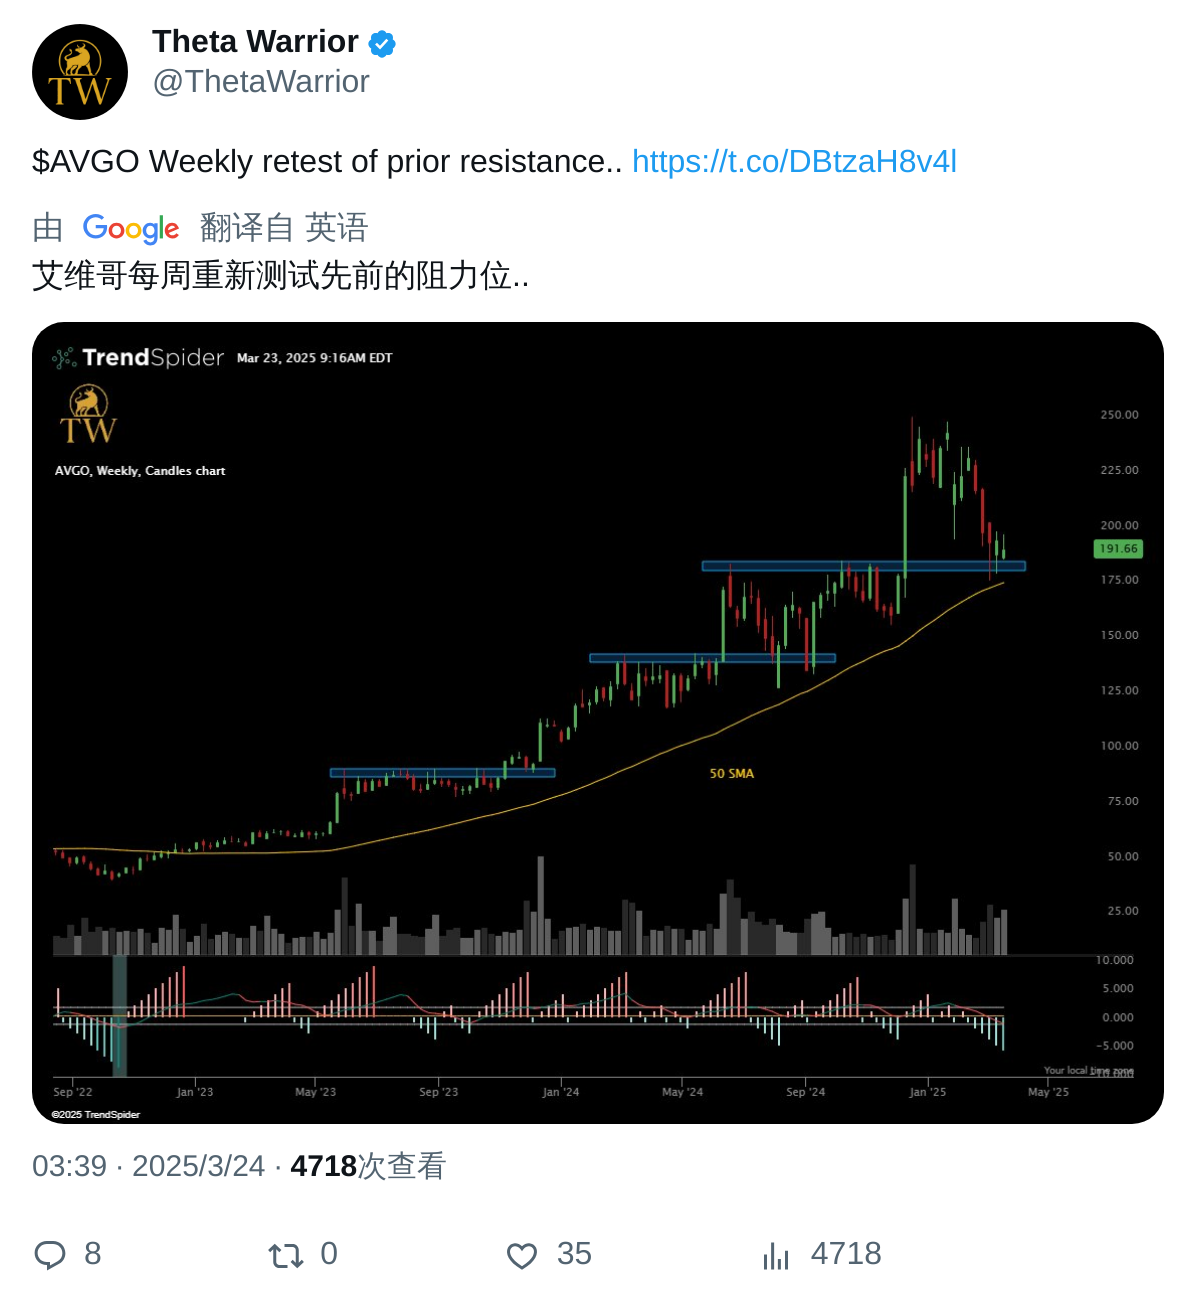 Theta Warrior
@ThetaWarrior
$AVGO Weekly retest of prior resistance.. https://t.co/DBtzaH8v4l
由 Google 翻译自 英语
艾维哥每周重新测试先前的阻力位..
TrendSpider Mar 23, 2025 9:16AM EDT
TW
AVGO, Weekly, Candles chart
250.00
225.00
200.00
191.66
175.00
150.00
125.00
100.00
50 SMA
75.00
50.00
25.00
10.000
5.000
0.000
-5.000
Your local time zone
-10.000
Sep '22 Jan '23 May '23 Sep '23 Jan '24 May '24 Sep '24 Jan '25 May '25
©2025 TrendSpider
03:39 · 2025/3/24 · 4718次查看
8 0 35 4718